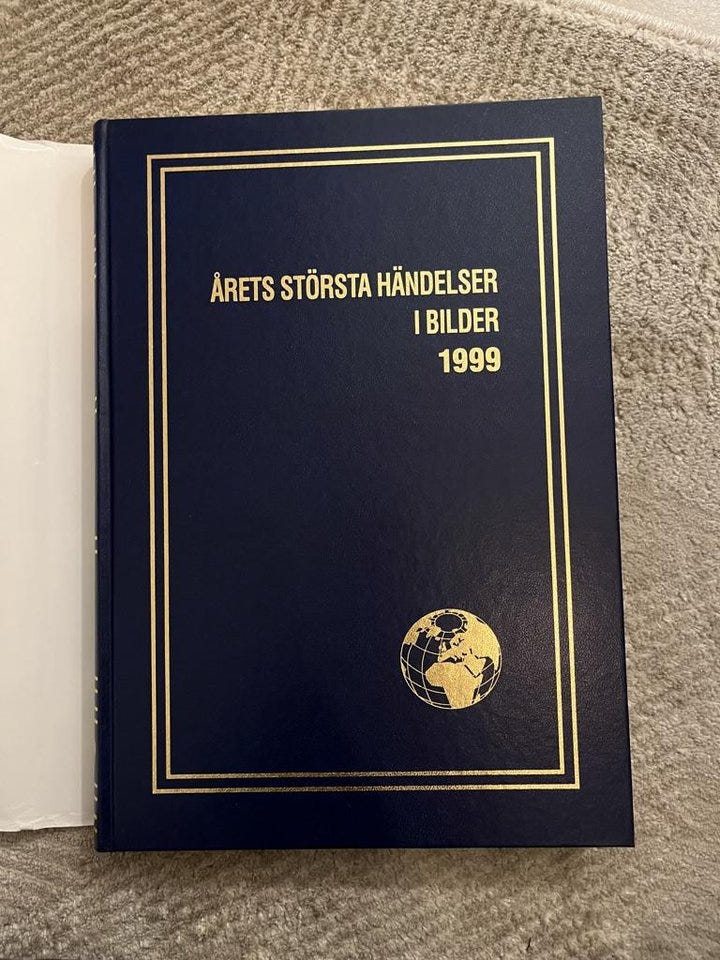 ÅRETS STÖRSTA HÄNDELSER
I BILDER
1999